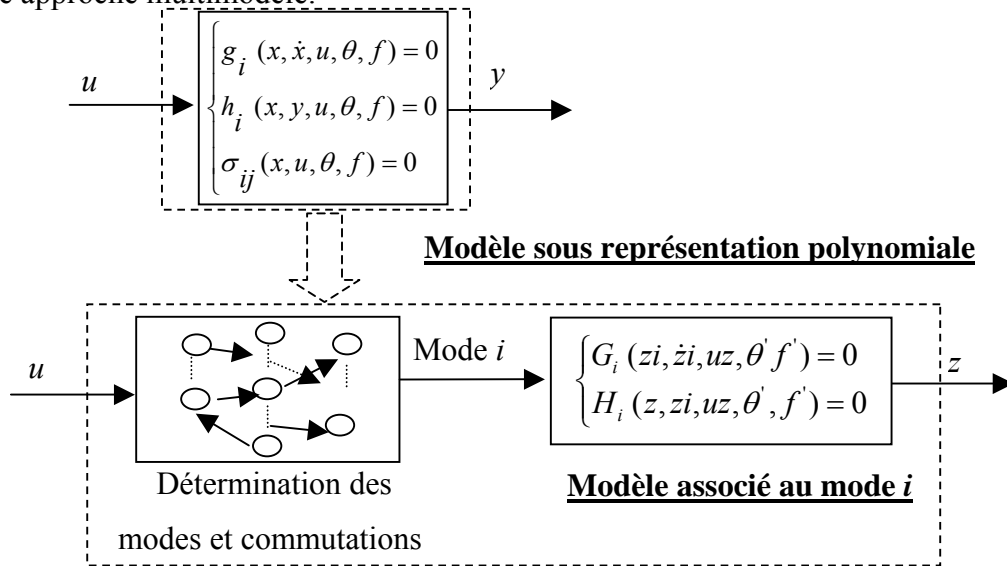 e approche multimodèle.
g_i (x, ẋ, u, θ, f) = 0
u
y
h_i (x, y, u, θ, f) = 0
σ_ij (x, u, θ, f) = 0
Modèle sous représentation polynomiale
u
Mode i
G_i (zi, żi, uz, θ' f') = 0
z
H_i (z, zi, uz, θ', f') = 0
Détermination des
modes et commutations
Modèle associé au mode i